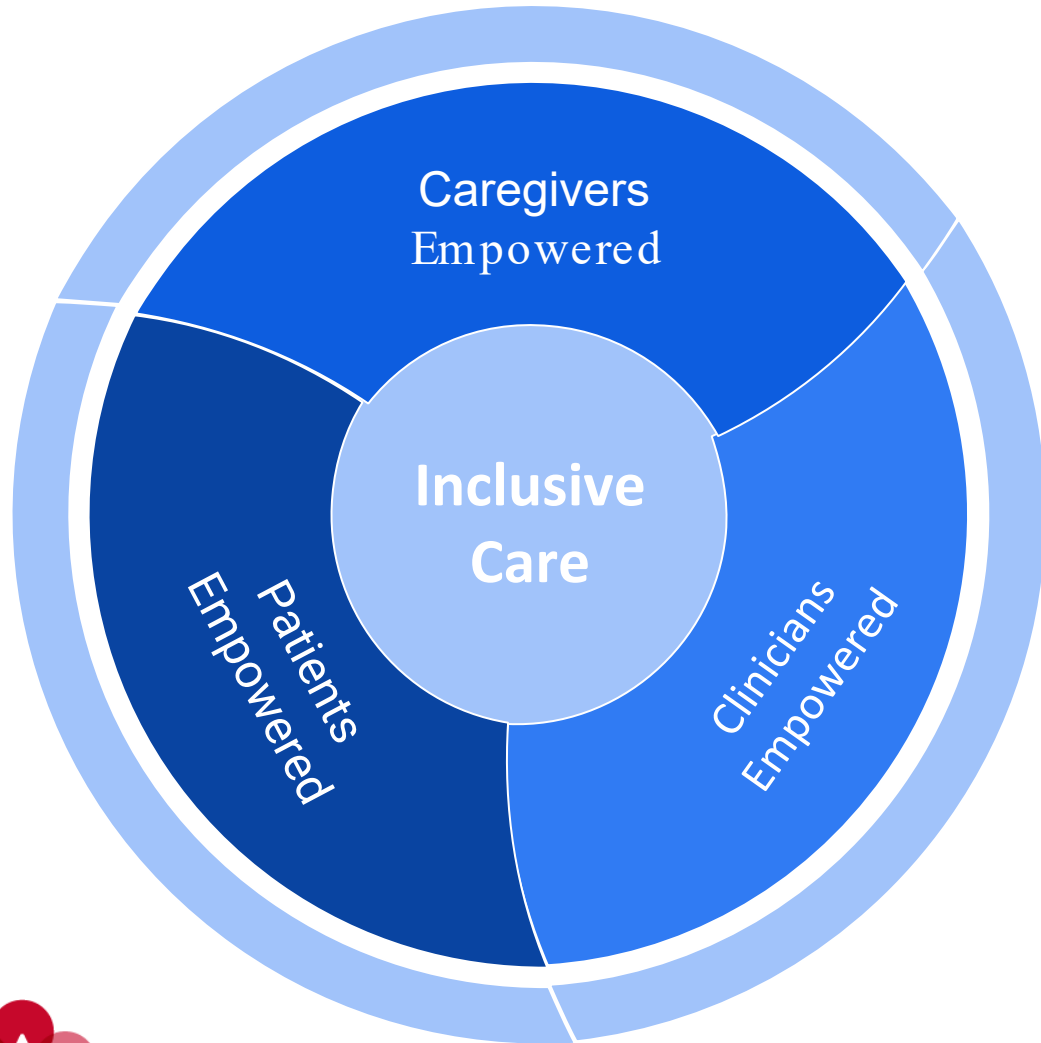 Caregivers
Empowered
Inclusive
Care
Patients
Empowered
Clinicians
Empowered